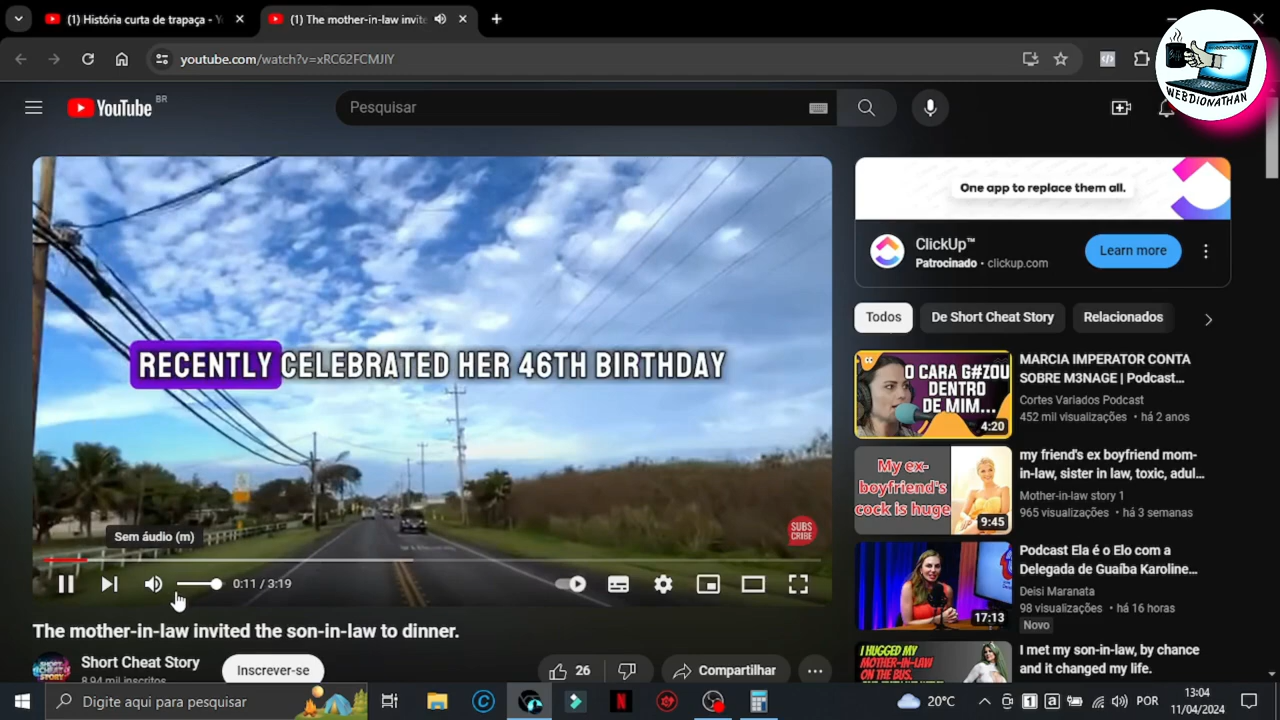 (1) História curta de trapaça - Y
(1) The mother-in-law invite
youtube.com/watch?v=xRC62FCMJIY
WEBDIONATHAN
YouTube BR
Pesquisar
RECENTLY CELEBRATED HER 46TH BIRTHDAY
SUBSCRIBE
Sem áudio (m)
0:11 / 3:19
The mother-in-law invited the son-in-law to dinner.
SHORT CHEAT STORY
Short Cheat Story
8,94 mil inscritos
Inscrever-se
26
Compartilhar
One app to replace them all.
ClickUp™
Patrocinado • clickup.com
Learn more
Todos
De Short Cheat Story
Relacionados
O CARA G#ZOU
DENTRO
DE MIM...
4:20
MARCIA IMPERATOR CONTA
SOBRE M3NAGE | Podcast...
Cortes Variados Podcast
452 mil visualizações • há 2 anos
My ex-
boyfriend's
cock is huge
9:45
my friend's ex boyfriend mom-
in-law, sister in law, toxic, adul...
Mother-in-law story 1
965 visualizações • há 3 semanas
17:13
Podcast Ela é o Elo com a
Delegada de Guaíba Karoline...
Deisi Maranata
98 visualizações • há 16 horas
Novo
I HUGGED MY
MOTHER-IN-LAW
ON THE BUS.
I met my son-in-law, by chance
and it changed my life.
Digite aqui para pesquisar
20°C
POR
13:04
11/04/2024